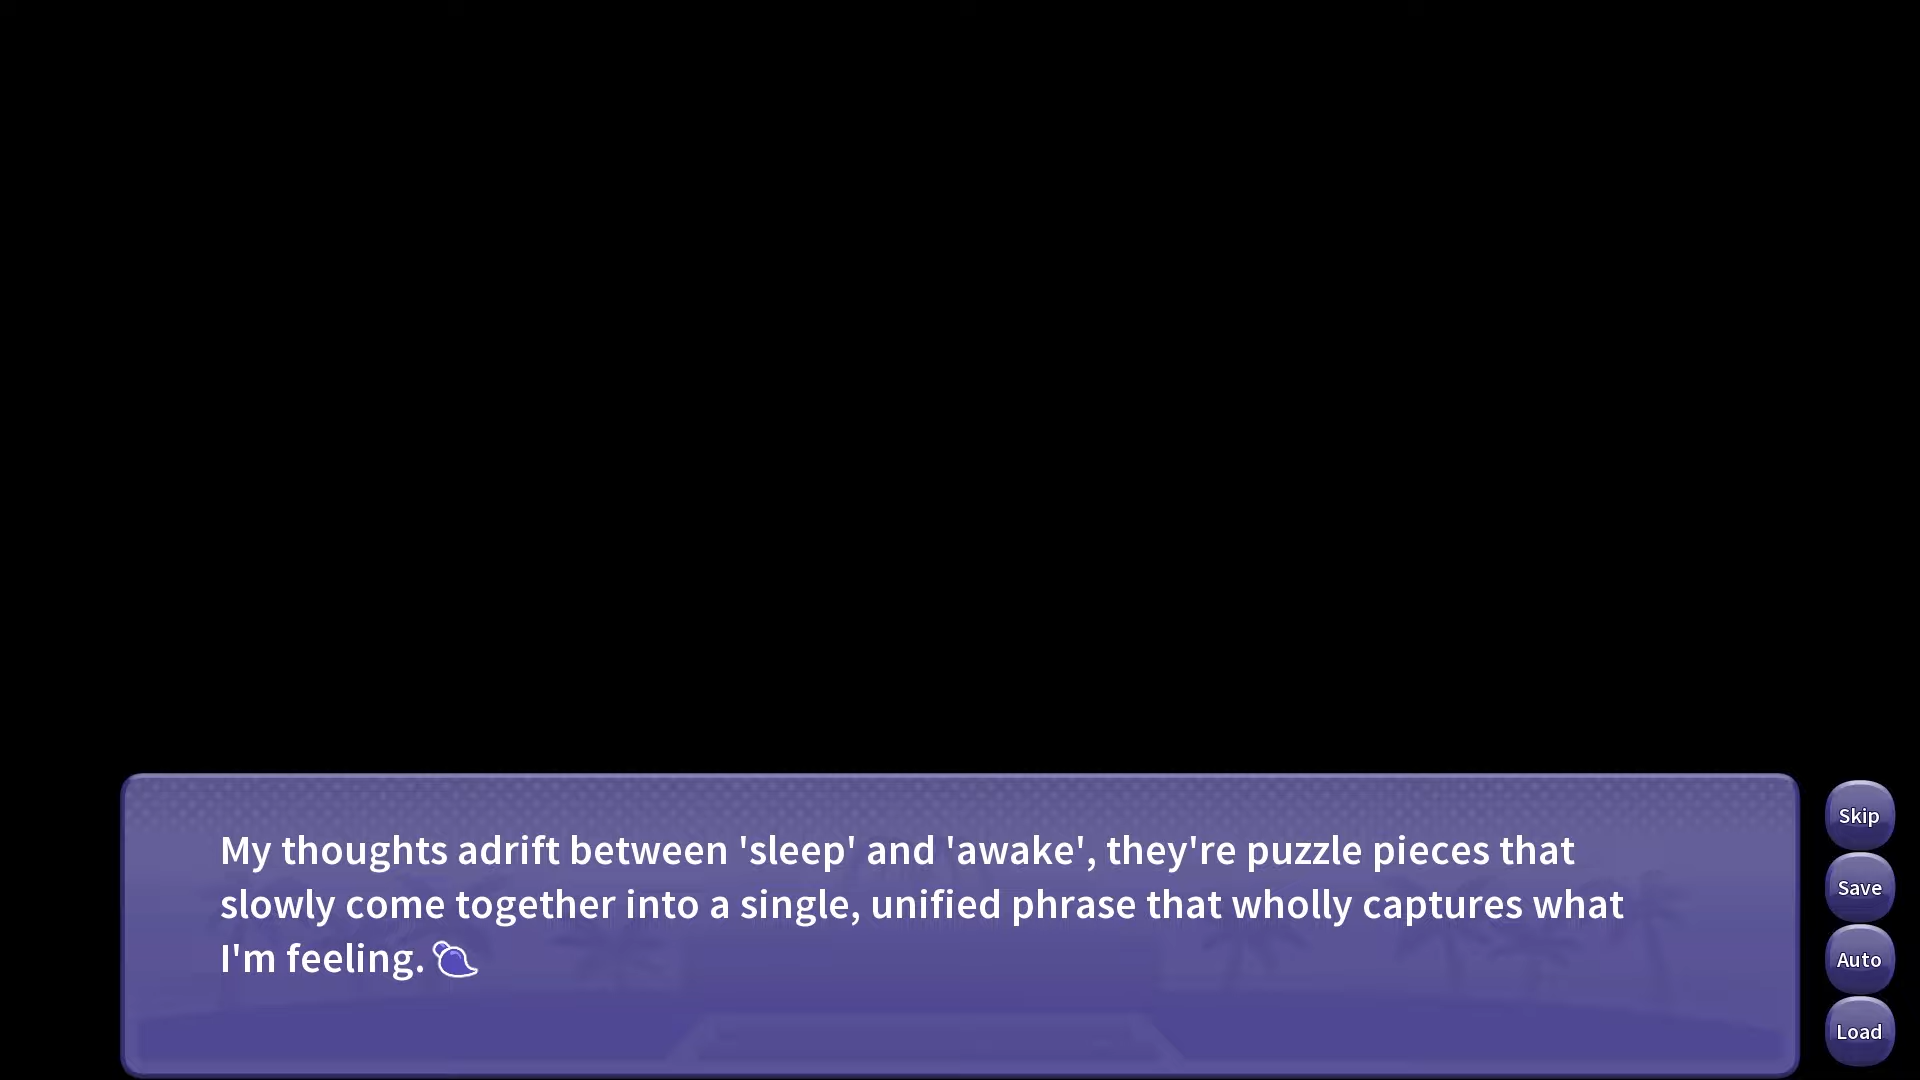 My thoughts adrift between 'sleep' and 'awake', they're puzzle pieces that
slowly come together into a single, unified phrase that wholly captures what
I'm feeling.
Skip
Save
Auto
Load